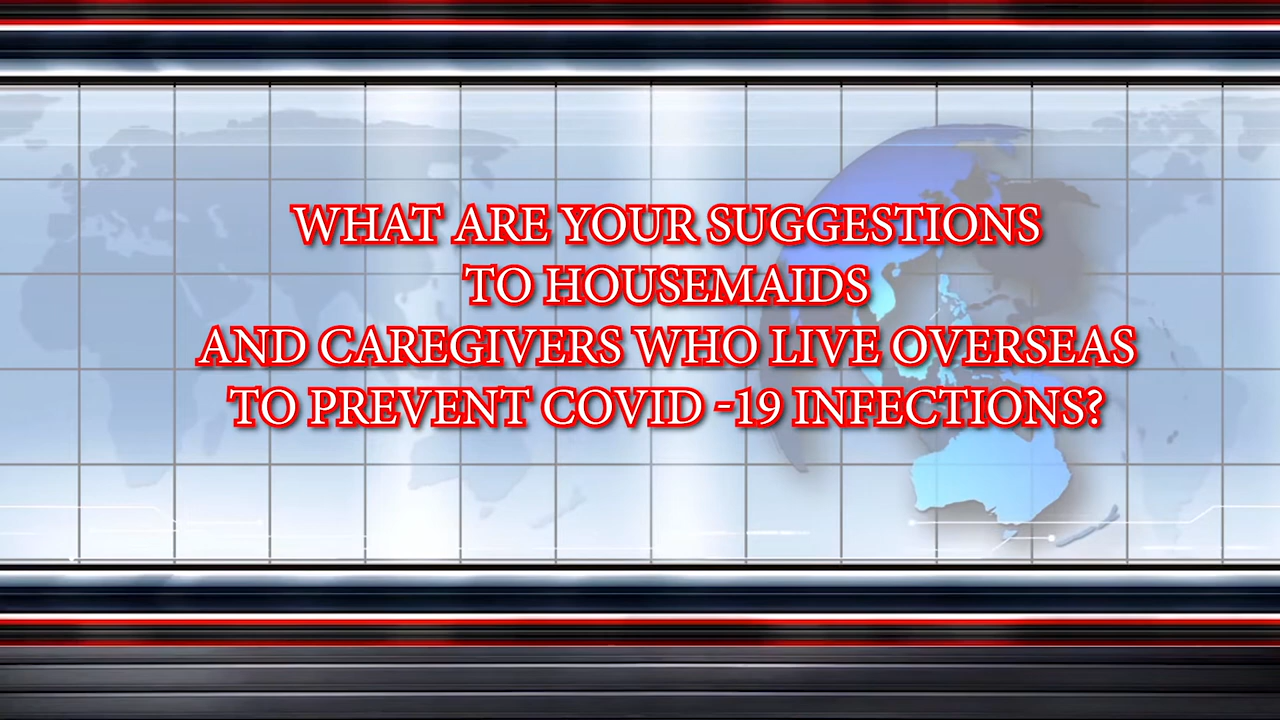 WHAT ARE YOUR SUGGESTIONS
TO HOUSEMAIDS
AND CAREGIVERS WHO LIVE OVERSEAS
TO PREVENT COVID -19 INFECTIONS?